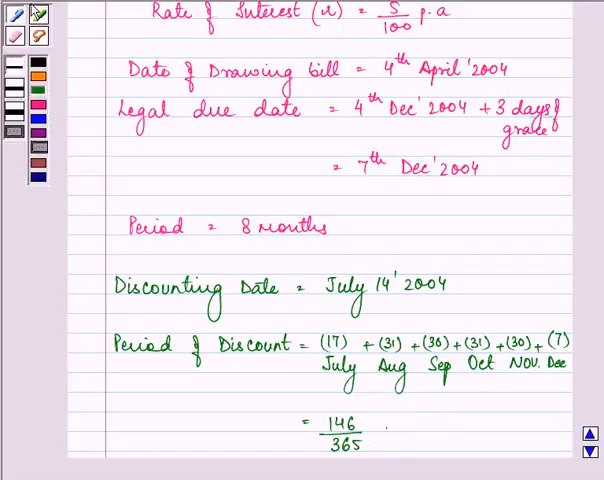 Rate of Interest (r) = 5/100 p.a
Date of Drawing bill = 4th April' 2004
Legal due date = 4th Dec' 2004 + 3 days of
grace
= 7th Dec' 2004
Period = 8 months
Discounting Date = July 14' 2004
Period of Discount = (17) + (31) + (30) + (31) + (30) + (7)
July Aug Sep Oct Nov. Dec
= 146/365